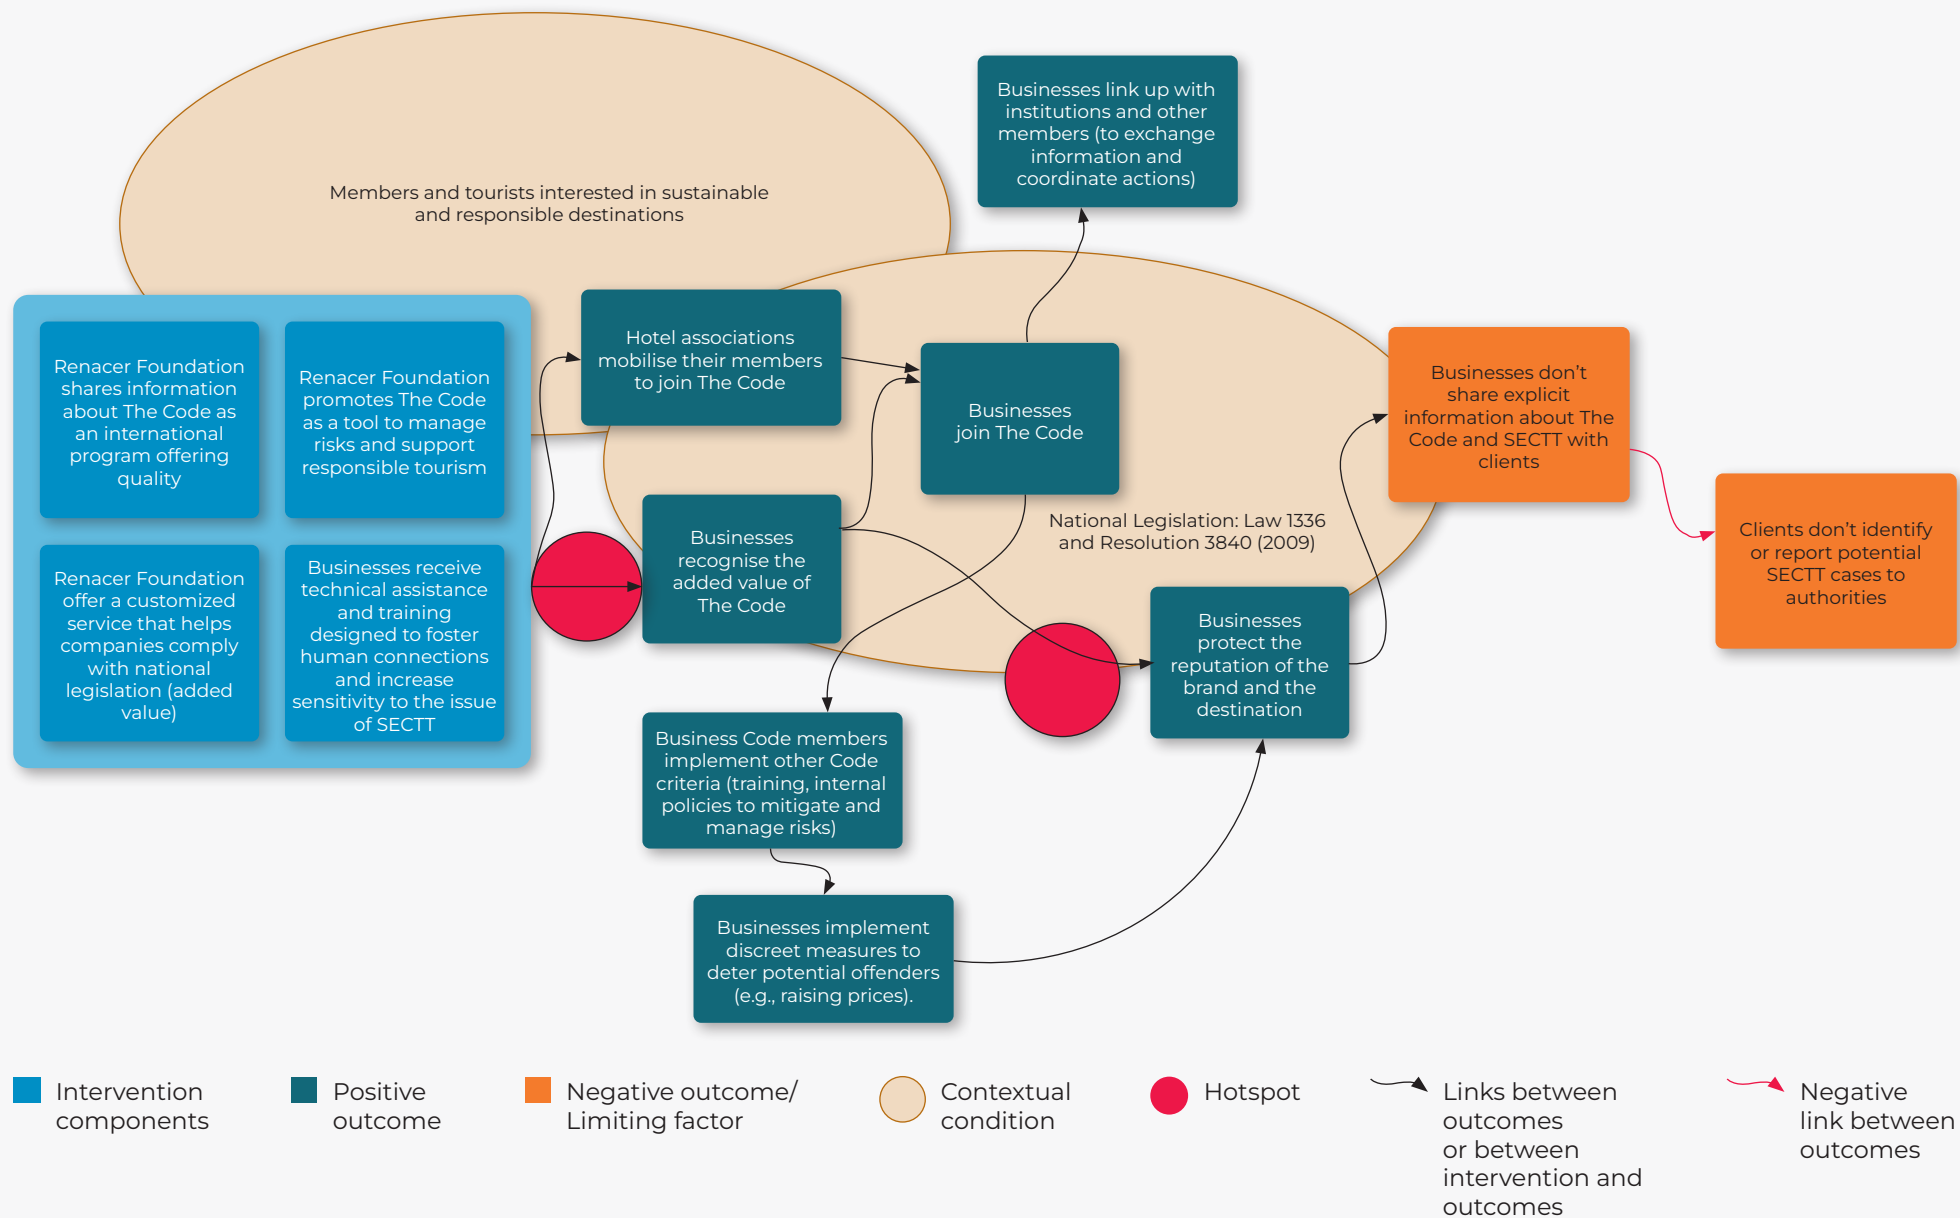 Businesses link up with
institutions and other
members (to exchange
information and
coordinate actions)
Members and tourists interested in sustainable
and responsible destinations
Renacer Foundation
shares information
about The Code as
an international
program offering
quality
Renacer Foundation
promotes The Code
as a tool to manage
risks and support
responsible tourism
Renacer Foundation
offer a customized
service that helps
companies comply
with national
legislation (added
value)
Businesses receive
technical assistance
and training
designed to foster
human connections
and increase
sensitivity to the issue
of SECTT
Hotel associations
mobilise their members
to join The Code
Businesses
recognise the
added value of
The Code
Businesses
join The Code
National Legislation: Law 1336
and Resolution 3840 (2009)
Businesses don’t
share explicit
information about The
Code and SECTT with
clients
Clients don’t identify
or report potential
SECTT cases to
authorities
Businesses
protect the
reputation of the
brand and the
destination
Business Code members
implement other Code
criteria (training, internal
policies to mitigate and
manage risks)
Businesses implement
discreet measures to
deter potential offenders
(e.g., raising prices).
Intervention
components
Positive
outcome
Negative outcome/
Limiting factor
Contextual
condition
Hotspot
Links between
outcomes
or between
intervention and
outcomes
Negative
link between
outcomes